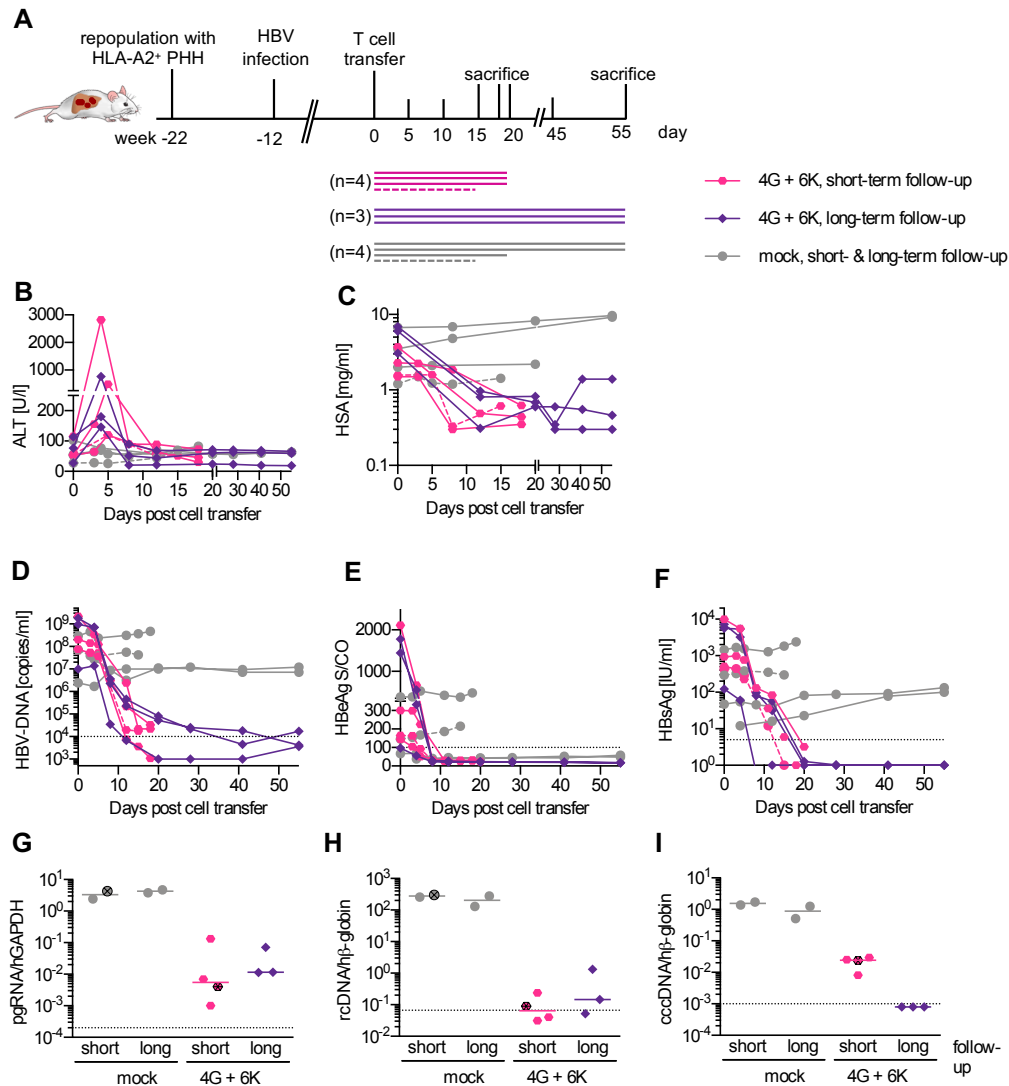 A
repopulation with
HLA-A2⁺ PHH
HBV
infection
T cell
transfer
sacrifice
sacrifice
week -22
-12
0
5
10
15
20
45
55
day
(n=4)
(n=3)
(n=4)
4G + 6K, short-term follow-up
4G + 6K, long-term follow-up
mock, short- & long-term follow-up
B
ALT [U/l]
3000
2000
1000
200
100
0
0 5 10 15 20 30 40 50
Days post cell transfer
C
HSA [mg/ml]
10
1
0.1
0 5 10 15 20 30 40 50
Days post cell transfer
D
HBV-DNA [copies/ml]
10⁹
10⁸
10⁷
10⁶
10⁵
10⁴
10³
0 10 20 30 40 50
Days post cell transfer
E
HBeAg S/CO
2000
1000
300
200
100
0
0 10 20 30 40 50
Days post cell transfer
F
HBsAg [IU/ml]
10⁴
10³
10²
10¹
10⁰
0 10 20 30 40 50
Days post cell transfer
G
pgRNA/hGAPDH
10¹
10⁰
10⁻¹
10⁻²
10⁻³
10⁻⁴
short long short long
mock 4G + 6K
H
rcDNA/hβ-globin
10³
10²
10¹
10⁰
10⁻¹
10⁻²
short long short long
mock 4G + 6K
I
cccDNA/hβ-globin
10¹
10⁰
10⁻¹
10⁻²
10⁻³
10⁻⁴
short long short long
mock 4G + 6K
follow-
up